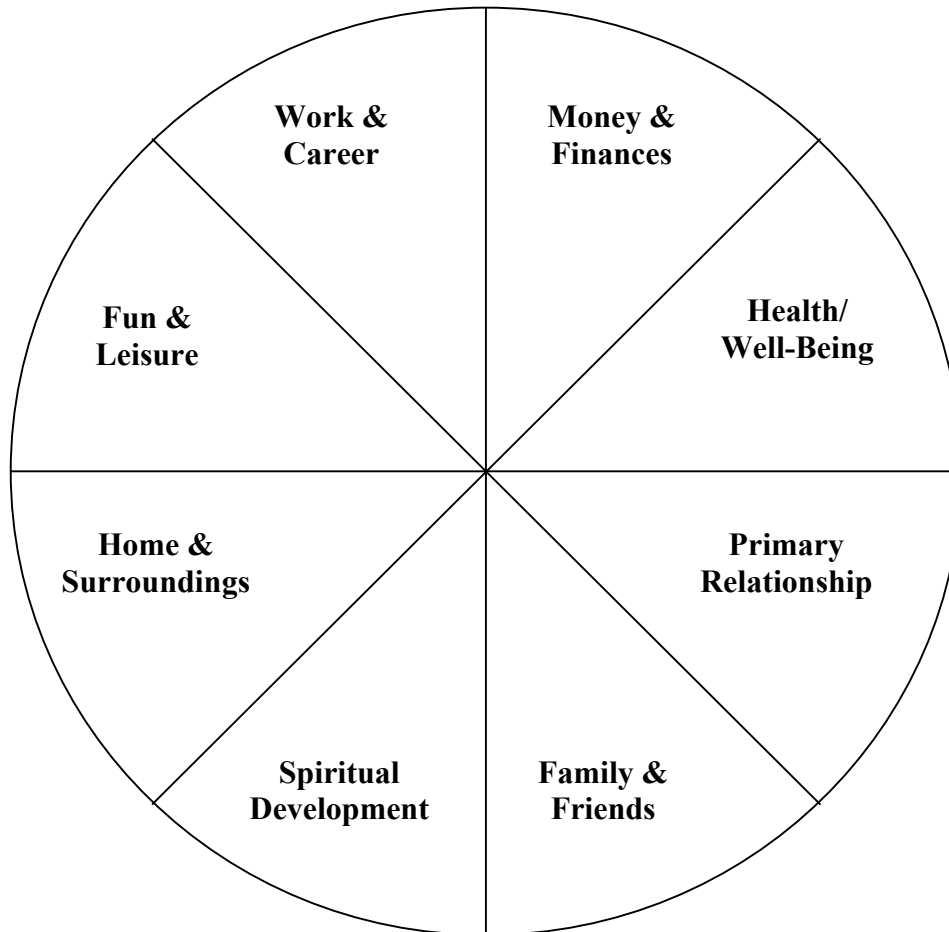 Work &
Career
Money &
Finances
Health/
Well-Being
Primary
Relationship
Family &
Friends
Spiritual
Development
Home &
Surroundings
Fun &
Leisure